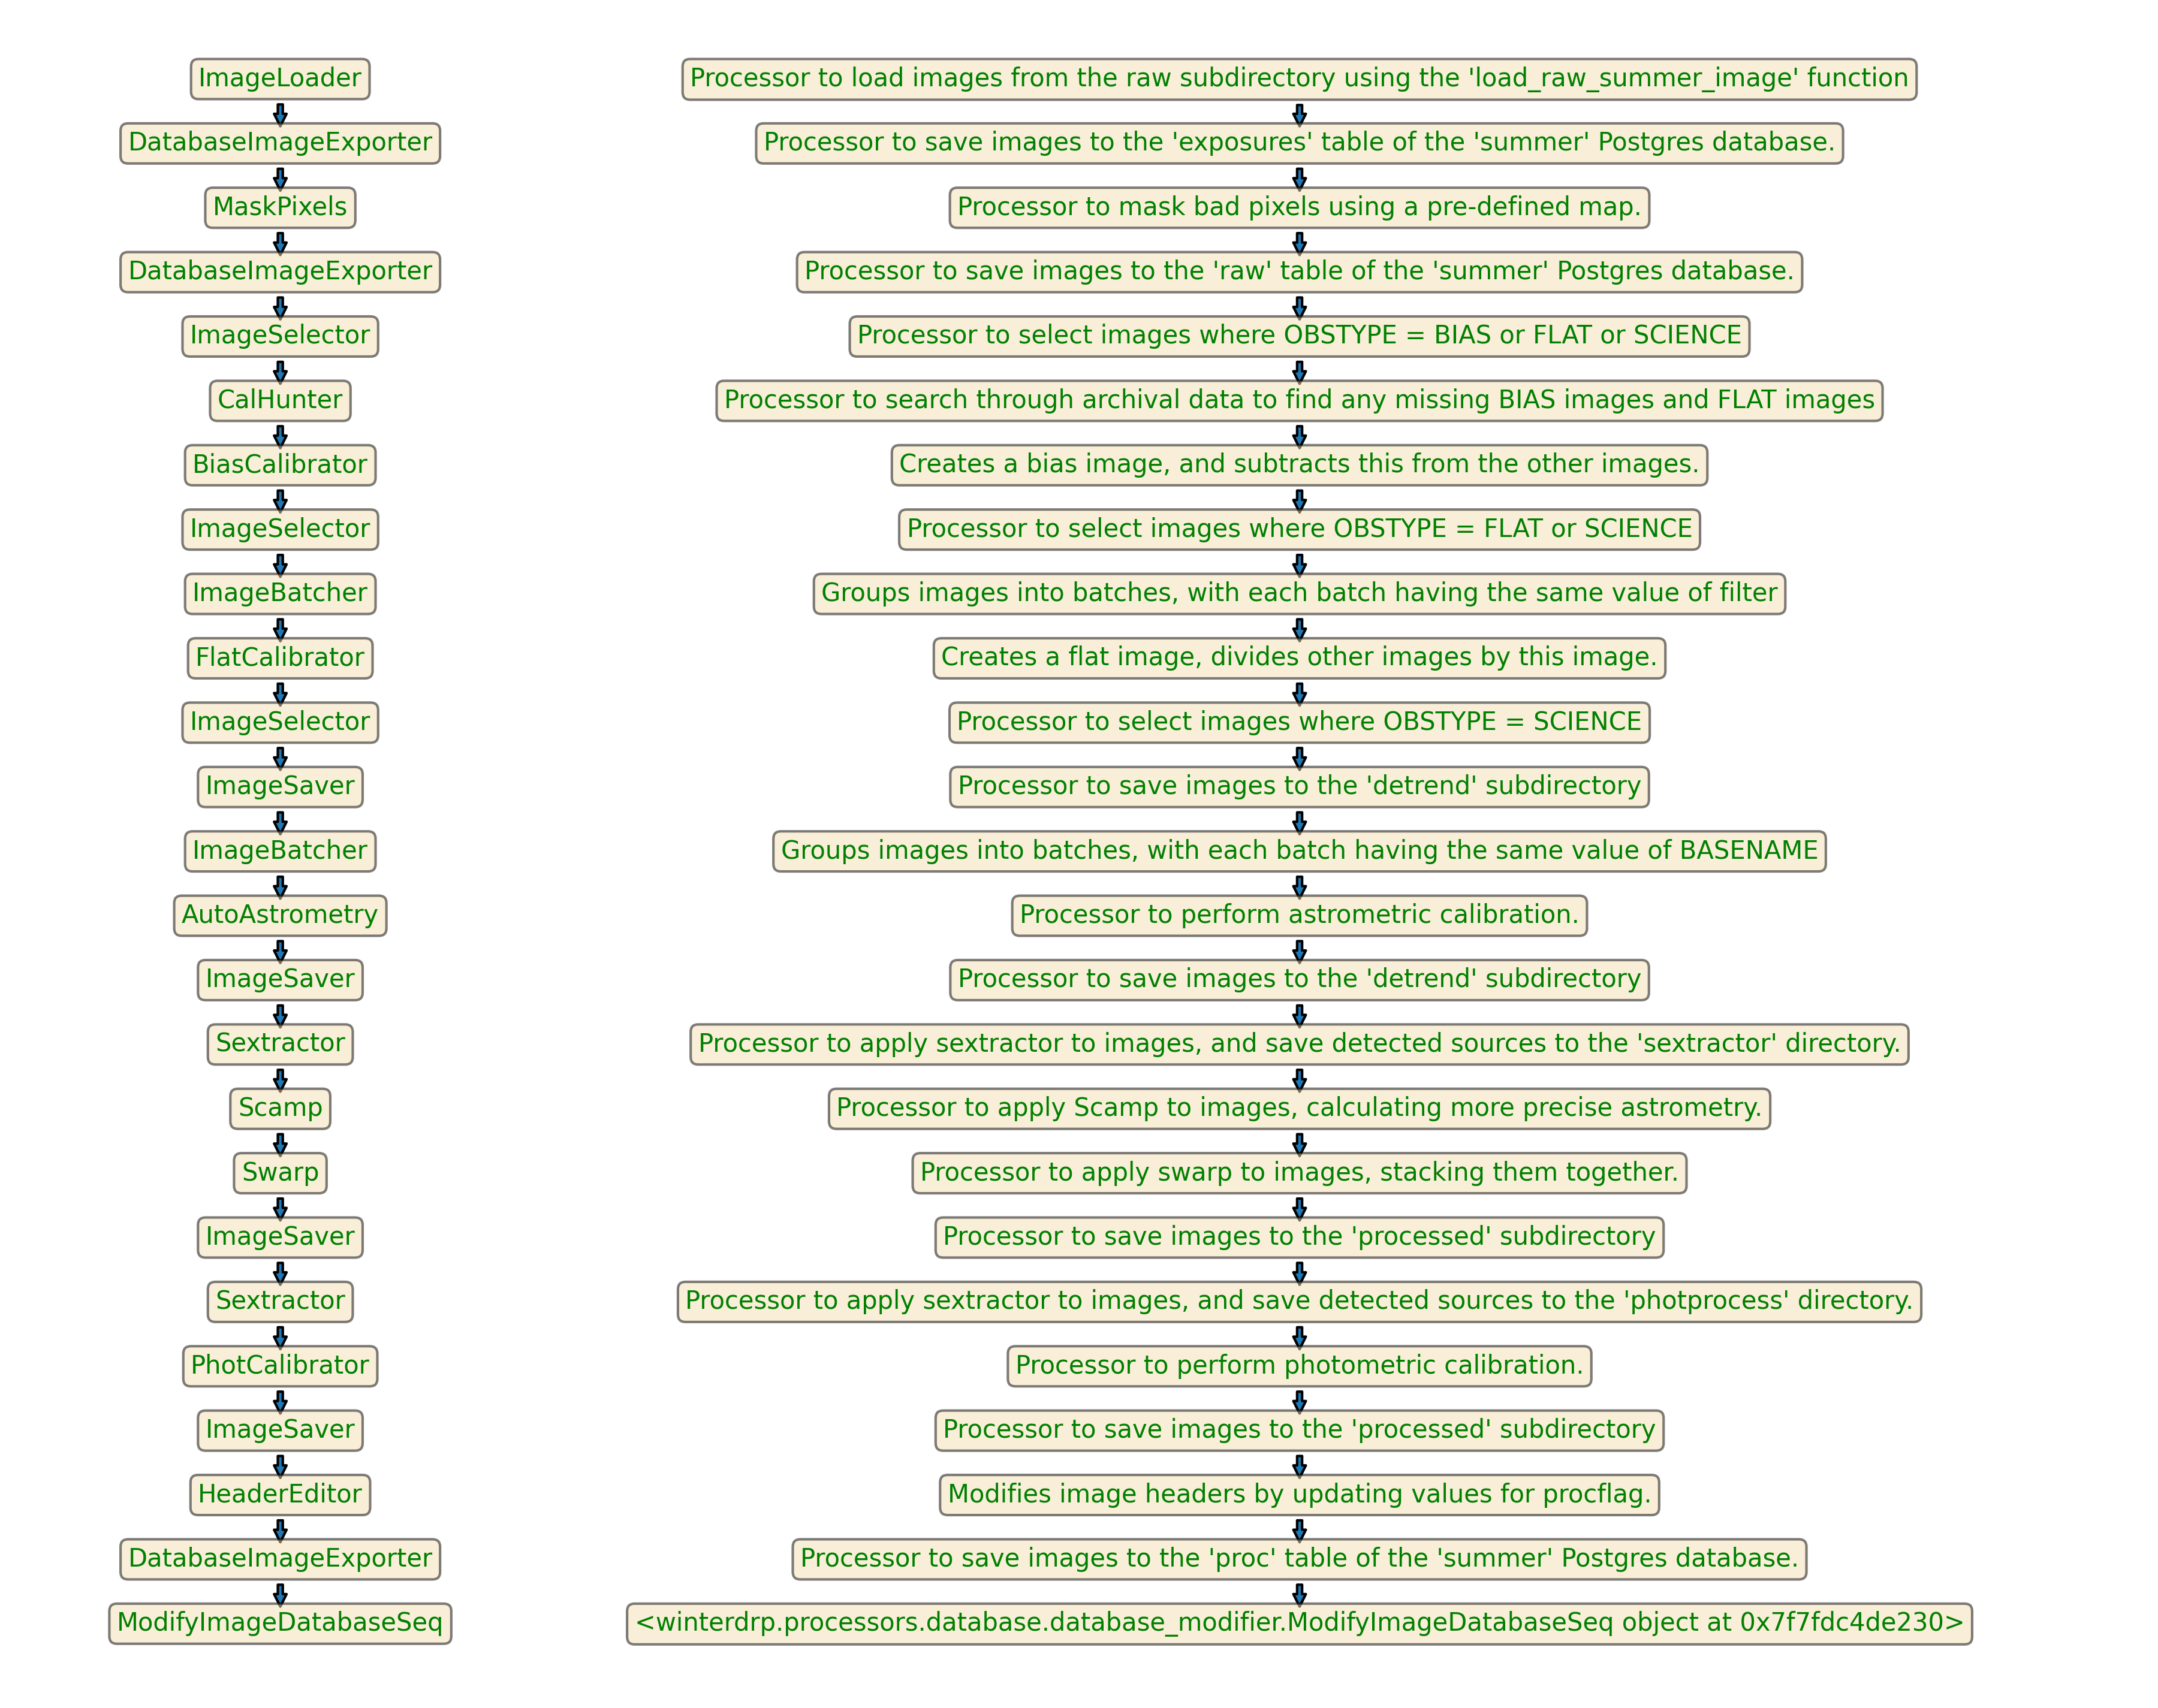 ImageLoader
Processor to load images from the raw subdirectory using the 'load_raw_summer_image' function
DatabaseImageExporter
Processor to save images to the 'exposures' table of the 'summer' Postgres database.
MaskPixels
Processor to mask bad pixels using a pre-defined map.
DatabaseImageExporter
Processor to save images to the 'raw' table of the 'summer' Postgres database.
ImageSelector
Processor to select images where OBSTYPE = BIAS or FLAT or SCIENCE
CalHunter
Processor to search through archival data to find any missing BIAS images and FLAT images
BiasCalibrator
Creates a bias image, and subtracts this from the other images.
ImageSelector
Processor to select images where OBSTYPE = FLAT or SCIENCE
ImageBatcher
Groups images into batches, with each batch having the same value of filter
FlatCalibrator
Creates a flat image, divides other images by this image.
ImageSelector
Processor to select images where OBSTYPE = SCIENCE
ImageSaver
Processor to save images to the 'detrend' subdirectory
ImageBatcher
Groups images into batches, with each batch having the same value of BASENAME
AutoAstrometry
Processor to perform astrometric calibration.
ImageSaver
Processor to save images to the 'detrend' subdirectory
Sextractor
Processor to apply sextractor to images, and save detected sources to the 'sextractor' directory.
Scamp
Processor to apply Scamp to images, calculating more precise astrometry.
Swarp
Processor to apply swarp to images, stacking them together.
ImageSaver
Processor to save images to the 'processed' subdirectory
Sextractor
Processor to apply sextractor to images, and save detected sources to the 'photprocess' directory.
PhotCalibrator
Processor to perform photometric calibration.
ImageSaver
Processor to save images to the 'processed' subdirectory
HeaderEditor
Modifies image headers by updating values for procflag.
DatabaseImageExporter
Processor to save images to the 'proc' table of the 'summer' Postgres database.
ModifyImageDatabaseSeq
<winterdrp.processors.database.database_modifier.ModifyImageDatabaseSeq object at 0x7f7fdc4de230>